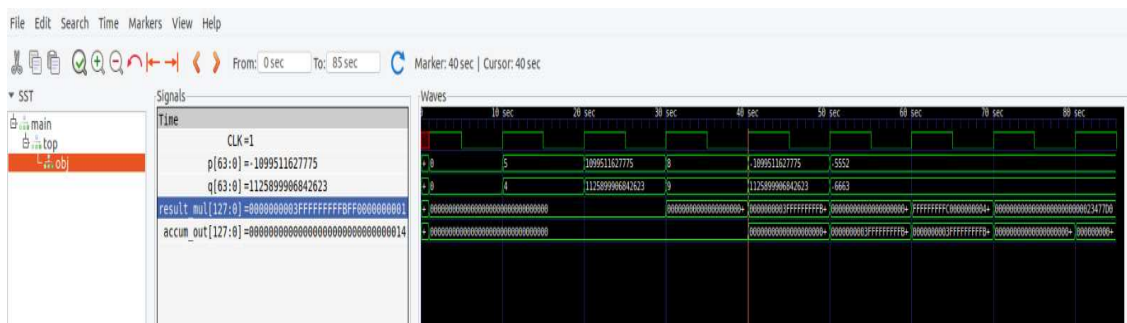 File Edit Search Time Markers View Help
From: 0 sec To: 85 sec Marker: 40 sec | Cursor: 40 sec
SST
main
top
obj
Signals
Time
CLK=1
p[63:0]=-1099511627775
q[63:0]=1125899906842623
result_mul[127:0]=0000000003FFFFFFFFFBFF0000000001
accum_out[127:0]=00000000000000000000000000000014
Waves
10 sec 20 sec 30 sec 40 sec 50 sec 60 sec 70 sec 80 sec
+ 0 5 1099511627775 8 -1099511627775 -5552
+ 0 4 1125899906842623 9 1125899906842623 -6663